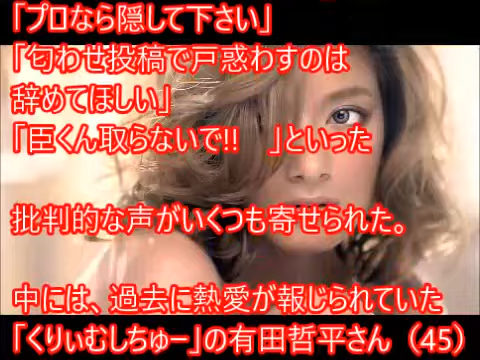 「プロなら隠して下さい」
「匂わせ投稿で戸惑わすのは
辞めてほしい」
「臣くん取らないで!!　」といった
批判的な声がいくつも寄せられた。
中には、過去に熱愛が報じられていた
「くりぃむしちゅー」の有田哲平さん（45）